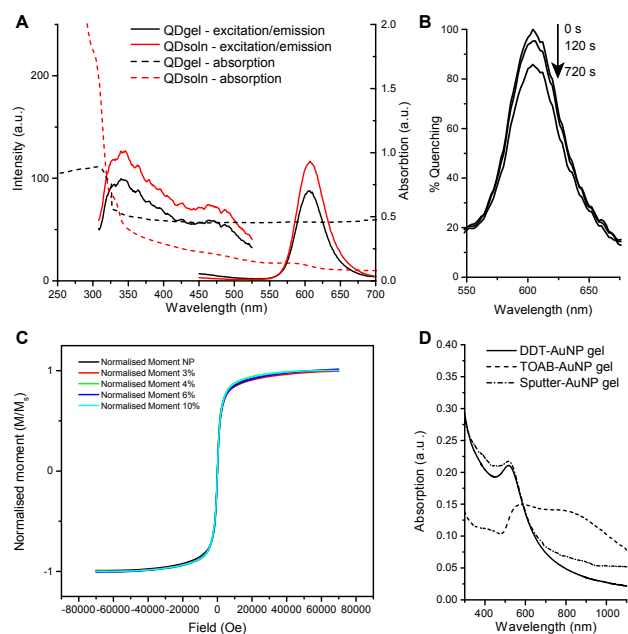 A
QDgel - excitation/emission
QDsoln - excitation/emission
QDgel - absorption
QDsoln - absorption
250
200
150
100
50
0
Intensity (a.u.)
2.0
1.5
1.0
0.5
0.0
Absorbtion (a.u.)
250 300 350 400 450 500 550 600 650 700
Wavelength (nm)
B
0 s
120 s
720 s
100
80
60
40
20
0
% Quenching
550 600 650
Wavelength (nm)
C
Normalised Moment NP
Normalised Moment 3%
Normalised Moment 4%
Normalised Moment 6%
Normalised Moment 10%
1
0
-1
Normalised moment (M/Ms)
-80000 -60000 -40000 -20000 0 20000 40000 60000 80000
Field (Oe)
D
DDT-AuNP gel
TOAB-AuNP gel
Sputter-AuNP gel
0.40
0.35
0.30
0.25
0.20
0.15
0.10
0.05
0.00
Absorption (a.u.)
400 600 800 1000
Wavelength (nm)